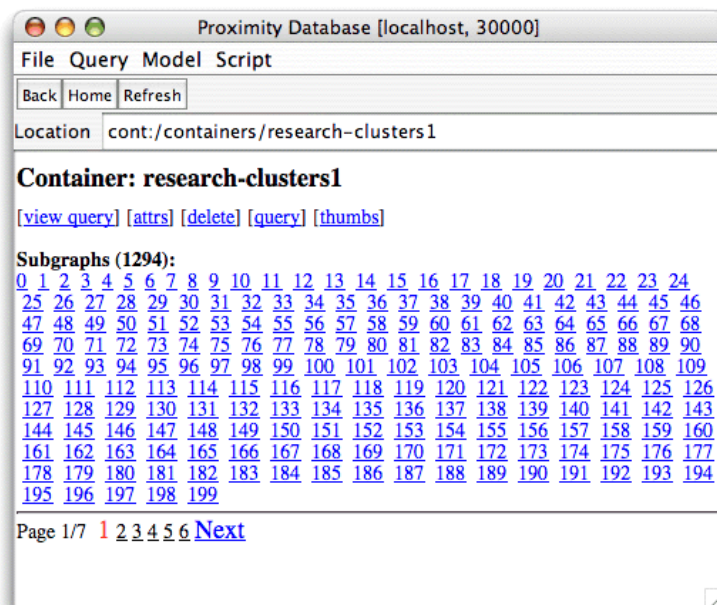 Proximity Database [localhost, 30000]
File Query Model Script
Back Home Refresh
Location cont:/containers/research-clusters1
Container: research-clusters1
[view query] [attrs] [delete] [query] [thumbs]
Subgraphs (1294):
0 1 2 3 4 5 6 7 8 9 10 11 12 13 14 15 16 17 18 19 20 21 22 23 24
25 26 27 28 29 30 31 32 33 34 35 36 37 38 39 40 41 42 43 44 45 46
47 48 49 50 51 52 53 54 55 56 57 58 59 60 61 62 63 64 65 66 67 68
69 70 71 72 73 74 75 76 77 78 79 80 81 82 83 84 85 86 87 88 89 90
91 92 93 94 95 96 97 98 99 100 101 102 103 104 105 106 107 108 109
110 111 112 113 114 115 116 117 118 119 120 121 122 123 124 125 126
127 128 129 130 131 132 133 134 135 136 137 138 139 140 141 142 143
144 145 146 147 148 149 150 151 152 153 154 155 156 157 158 159 160
161 162 163 164 165 166 167 168 169 170 171 172 173 174 175 176 177
178 179 180 181 182 183 184 185 186 187 188 189 190 191 192 193 194
195 196 197 198 199
Page 1/7 1 2 3 4 5 6 Next